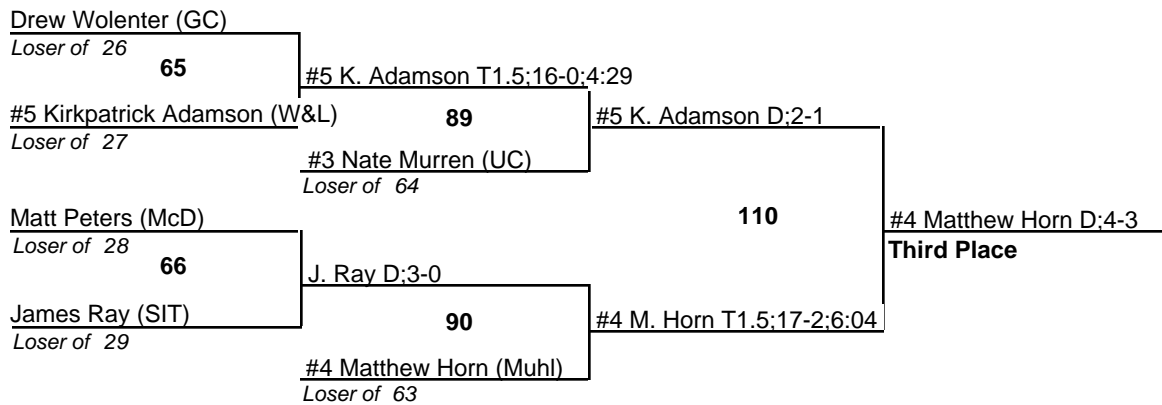 Drew Wolenter (GC)
Loser of 26
65
#5 K. Adamson T1.5;16-0;4:29
#5 Kirkpatrick Adamson (W&L)
Loser of 27
89
#5 K. Adamson D;2-1
#3 Nate Murren (UC)
Loser of 64
Matt Peters (McD)
Loser of 28
110
#4 Matthew Horn D;4-3
Third Place
66
J. Ray D;3-0
James Ray (SIT)
Loser of 29
90
#4 M. Horn T1.5;17-2;6:04
#4 Matthew Horn (Muhl)
Loser of 63